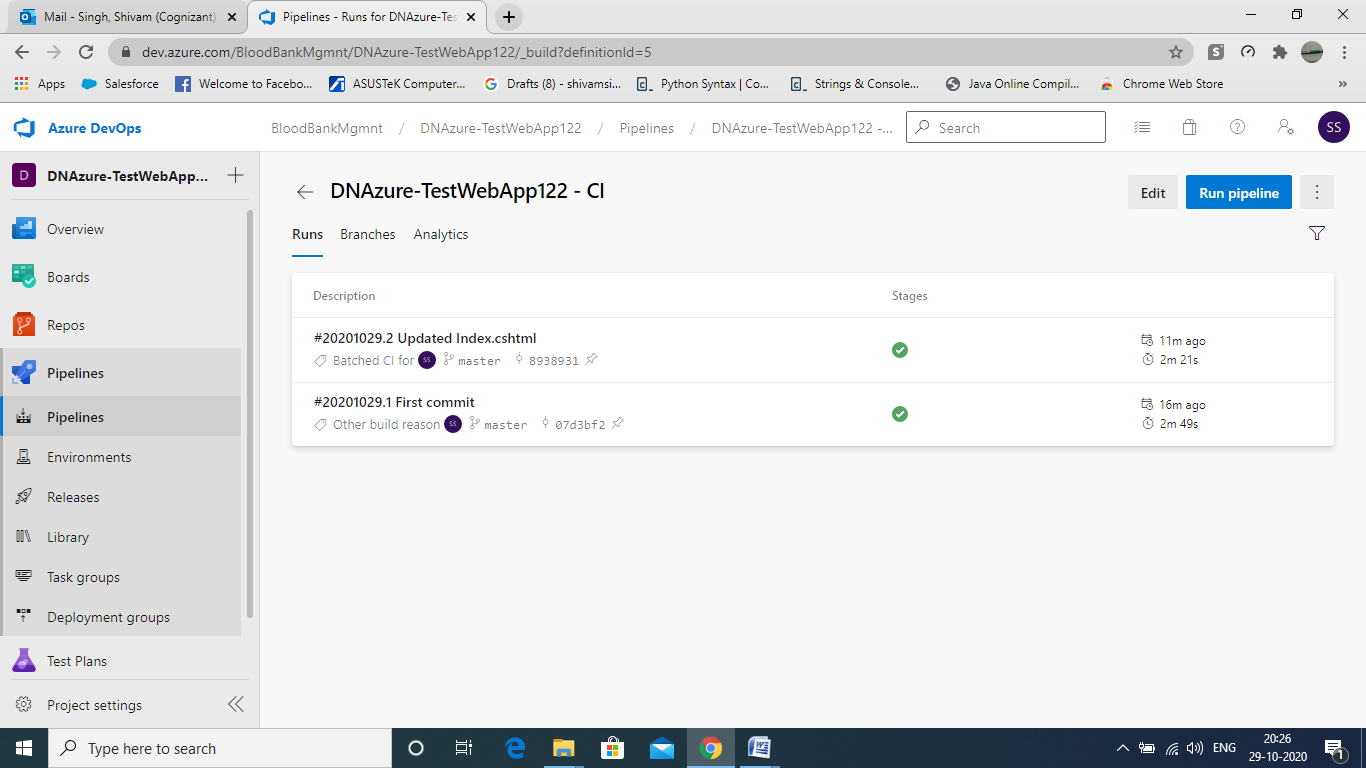 Mail - Singh, Shivam (Cognizant)
Pipelines - Runs for DNAzure-Tes
dev.azure.com/BloodBankMgmnt/DNAzure-TestWebApp122/_build?definitionId=5
Apps Salesforce Welcome to Facebo... ASUSTeK Computer... Drafts (8) - shivamsi... Python Syntax | Co... Strings & Console... Java Online Compil... Chrome Web Store »
Azure DevOps
BloodBankMgmnt / DNAzure-TestWebApp122 / Pipelines / DNAzure-TestWebApp122 -...
Search
SS
D DNAzure-TestWebApp...
Overview
Boards
Repos
Pipelines
Pipelines
Environments
Releases
Library
Task groups
Deployment groups
Test Plans
Project settings
DNAzure-TestWebApp122 - CI
Edit Run pipeline
Runs Branches Analytics
Description Stages
#20201029.2 Updated Index.cshtml
Batched CI for SS master 8938931
11m ago
2m 21s
#20201029.1 First commit
Other build reason SS master 07d3bf2
16m ago
2m 49s
Type here to search
ENG
20:26
29-10-2020
1